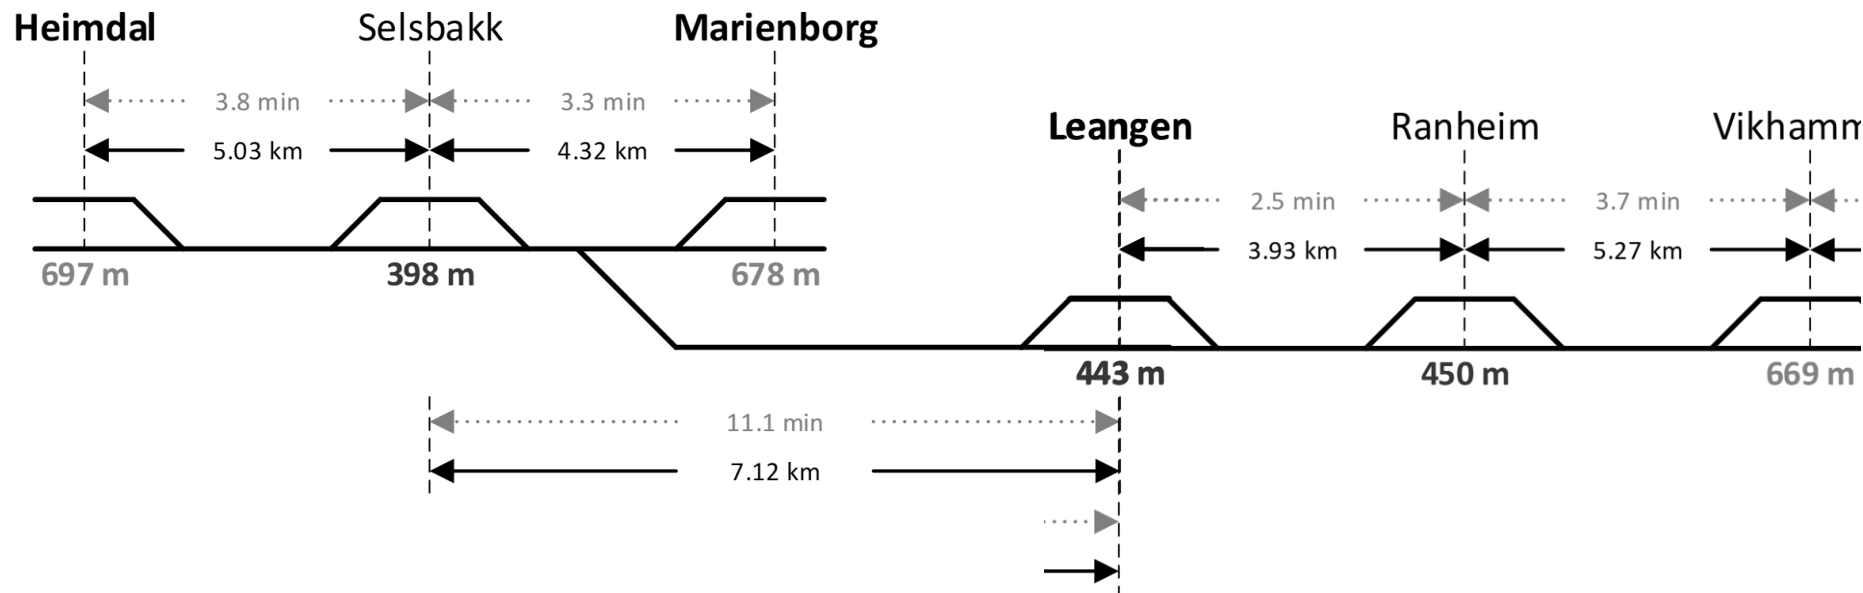 Heimdal
Selsbakk
Marienborg
3.8 min
3.3 min
5.03 km
4.32 km
697 m
398 m
678 m
Leangen
Ranheim
Vikhamm
2.5 min
3.7 min
3.93 km
5.27 km
443 m
450 m
669 m
11.1 min
7.12 km